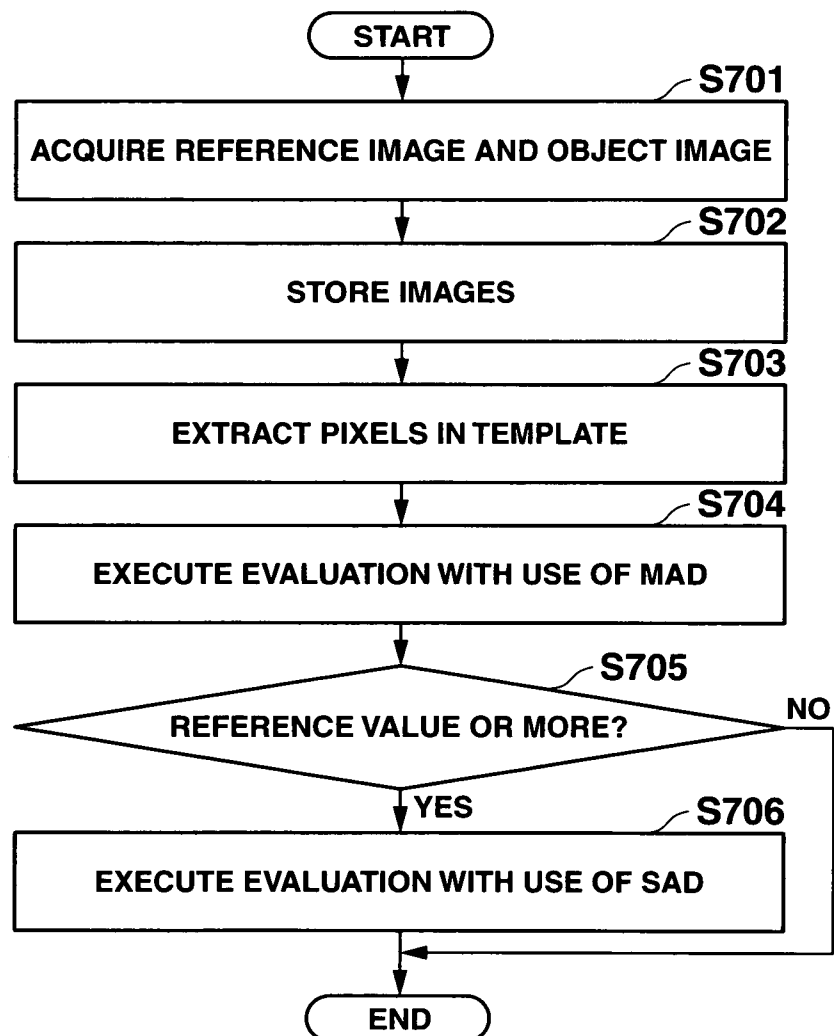 START
S701
ACQUIRE REFERENCE IMAGE AND OBJECT IMAGE
S702
STORE IMAGES
S703
EXTRACT PIXELS IN TEMPLATE
S704
EXECUTE EVALUATION WITH USE OF MAD
S705
REFERENCE VALUE OR MORE?
NO
YES
S706
EXECUTE EVALUATION WITH USE OF SAD
END